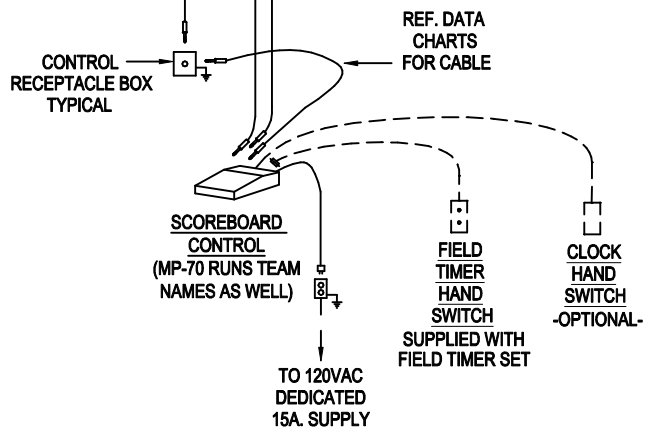 REF. DATA
CHARTS
FOR CABLE
CONTROL
RECEPTACLE BOX
TYPICAL
SCOREBOARD
CONTROL
(MP-70 RUNS TEAM
NAMES AS WELL)
FIELD
TIMER
HAND
SWITCH
SUPPLIED WITH
FIELD TIMER SET
CLOCK
HAND
SWITCH
-OPTIONAL-
TO 120VAC
DEDICATED
15A. SUPPLY